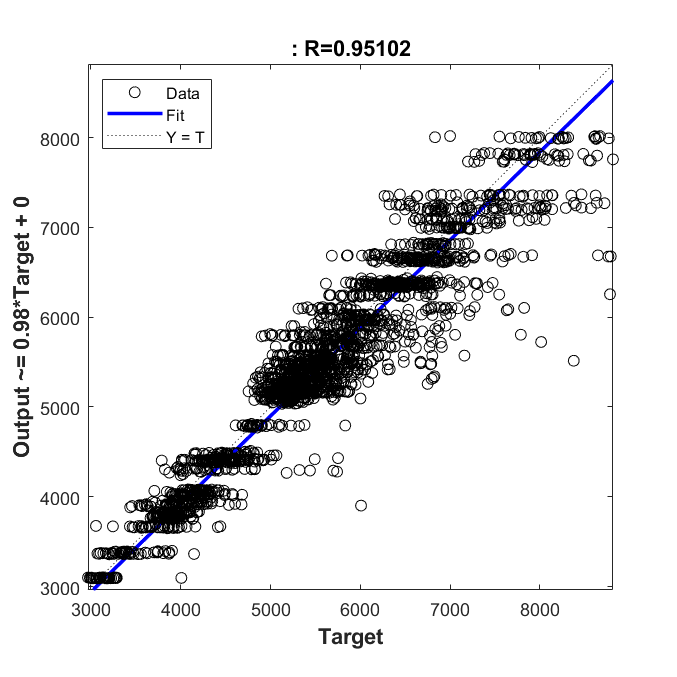 : R=0.95102
Data
Fit
Y = T
Output ~= 0.98*Target + 0
8000
7000
6000
5000
4000
3000
3000 4000 5000 6000 7000 8000
Target